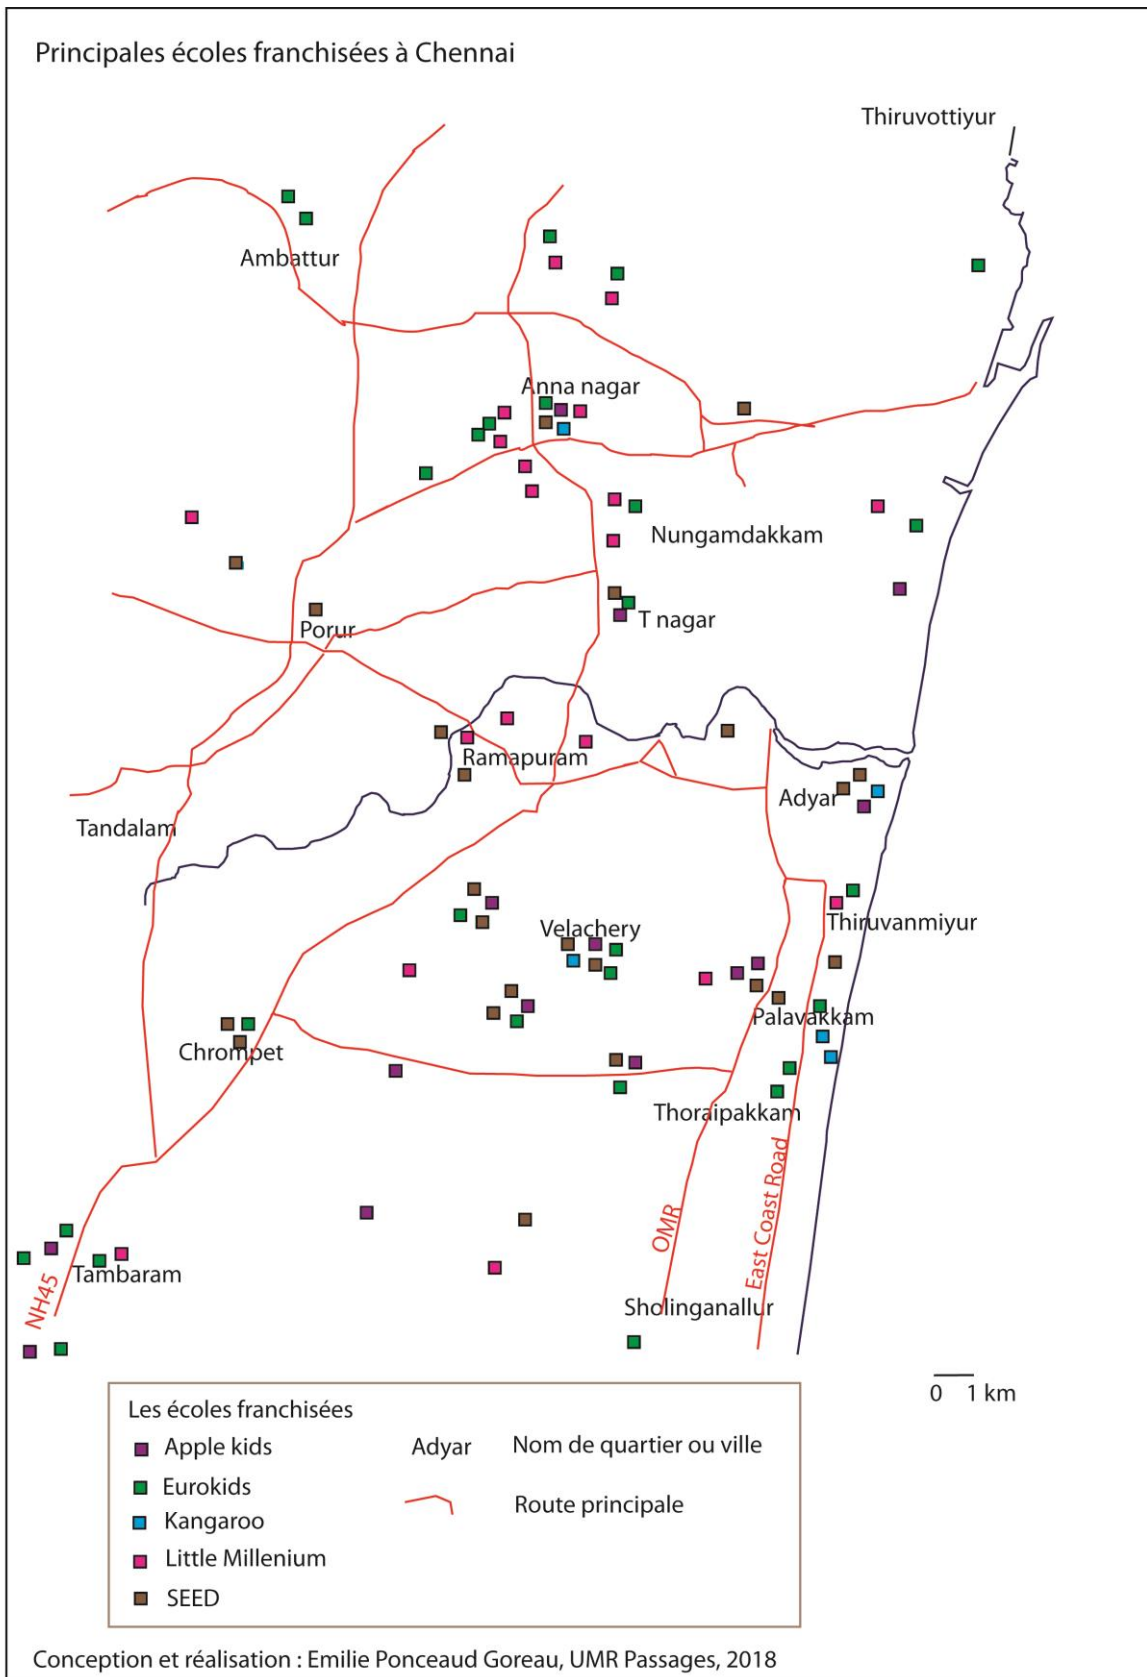 Principales écoles franchisées à Chennai
Thiruvottiyur
Ambattur
Anna nagar
Nungamdakkam
T nagar
Porur
Ramapuram
Adyar
Tandalam
Thiruvanmiyur
Velachery
Palavakkam
Chrompet
Thoraipakkam
East Coast Road
OMR
Tambaram
NH45
Sholinganallur
0 1 km
Les écoles franchisées
Apple kids
Eurokids
Kangaroo
Little Millenium
SEED
Adyar Nom de quartier ou ville
Route principale
Conception et réalisation : Emilie Ponceaud Goreau, UMR Passages, 2018